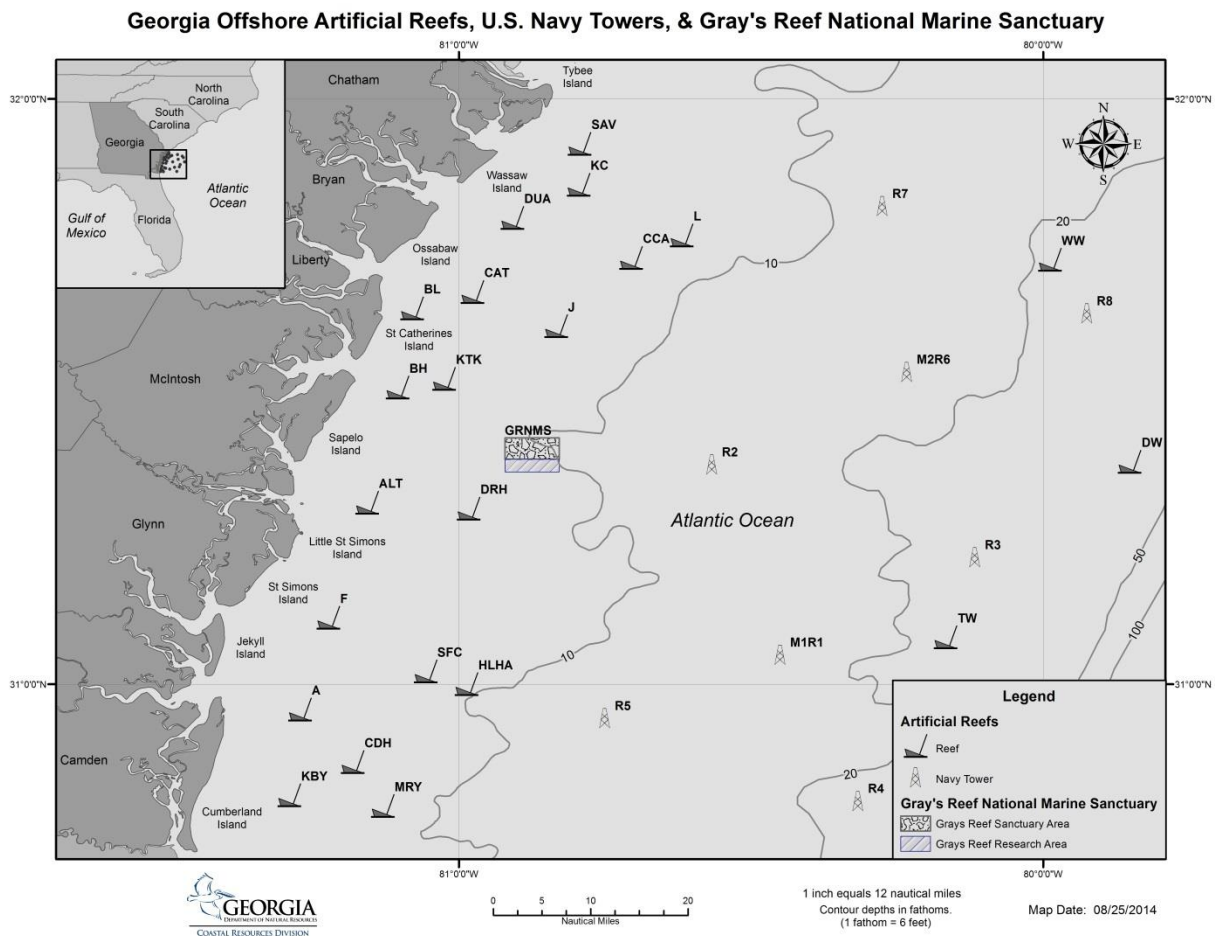 Georgia Offshore Artificial Reefs, U.S. Navy Towers, & Gray's Reef National Marine Sanctuary
81°0'0"W
80°0'0"W
32°0'0"N
32°0'0"N
North
Carolina
South
Carolina
Georgia
Atlantic
Ocean
Gulf of
Mexico
Florida
Chatham
Tybee
Island
SAV
KC
Wassaw
Island
Bryan
DUA
R7
L
CCA
20
WW
Ossabaw
Island
Liberty
10
CAT
BL
R8
J
St Catherines
Island
KTK
BH
M2R6
McIntosh
GRNMS
Sapelo
Island
R2
DW
ALT
DRH
Glynn
Atlantic Ocean
Little St Simons
Island
R3
50
St Simons
Island
F
TW
100
Jekyll
Island
M1R1
SFC
10
HLHA
31°0'0"N
31°0'0"N
A
R5
CDH
Camden
KBY
MRY
20
R4
Cumberland
Island
N
W
E
S
Legend
Artificial Reefs
Reef
Navy Tower
Gray's Reef National Marine Sanctuary
Grays Reef Sanctuary Area
Grays Reef Research Area
81°0'0"W
80°0'0"W
GEORGIA
DEPARTMENT OF NATURAL RESOURCES
COASTAL RESOURCES DIVISION
0 5 10 20
Nautical Miles
1 inch equals 12 nautical miles
Contour depths in fathoms.
(1 fathom = 6 feet)
Map Date: 08/25/2014